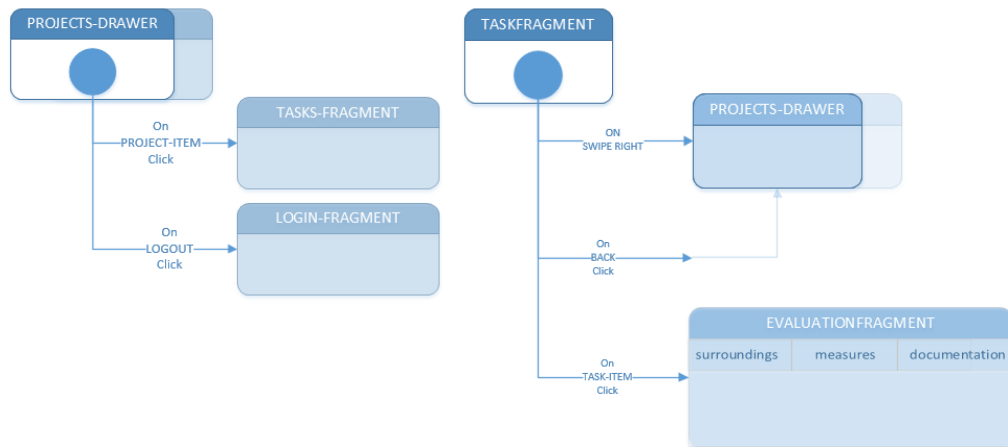 PROJECTS-DRAWER
On
PROJECT-ITEM
Click
TASKS-FRAGMENT
On
LOGOUT
Click
LOGIN-FRAGMENT
TASKFRAGMENT
ON
SWIPE RIGHT
PROJECTS-DRAWER
On
BACK
Click
On
TASK-ITEM
Click
EVALUATIONFRAGMENT
surroundings measures documentation